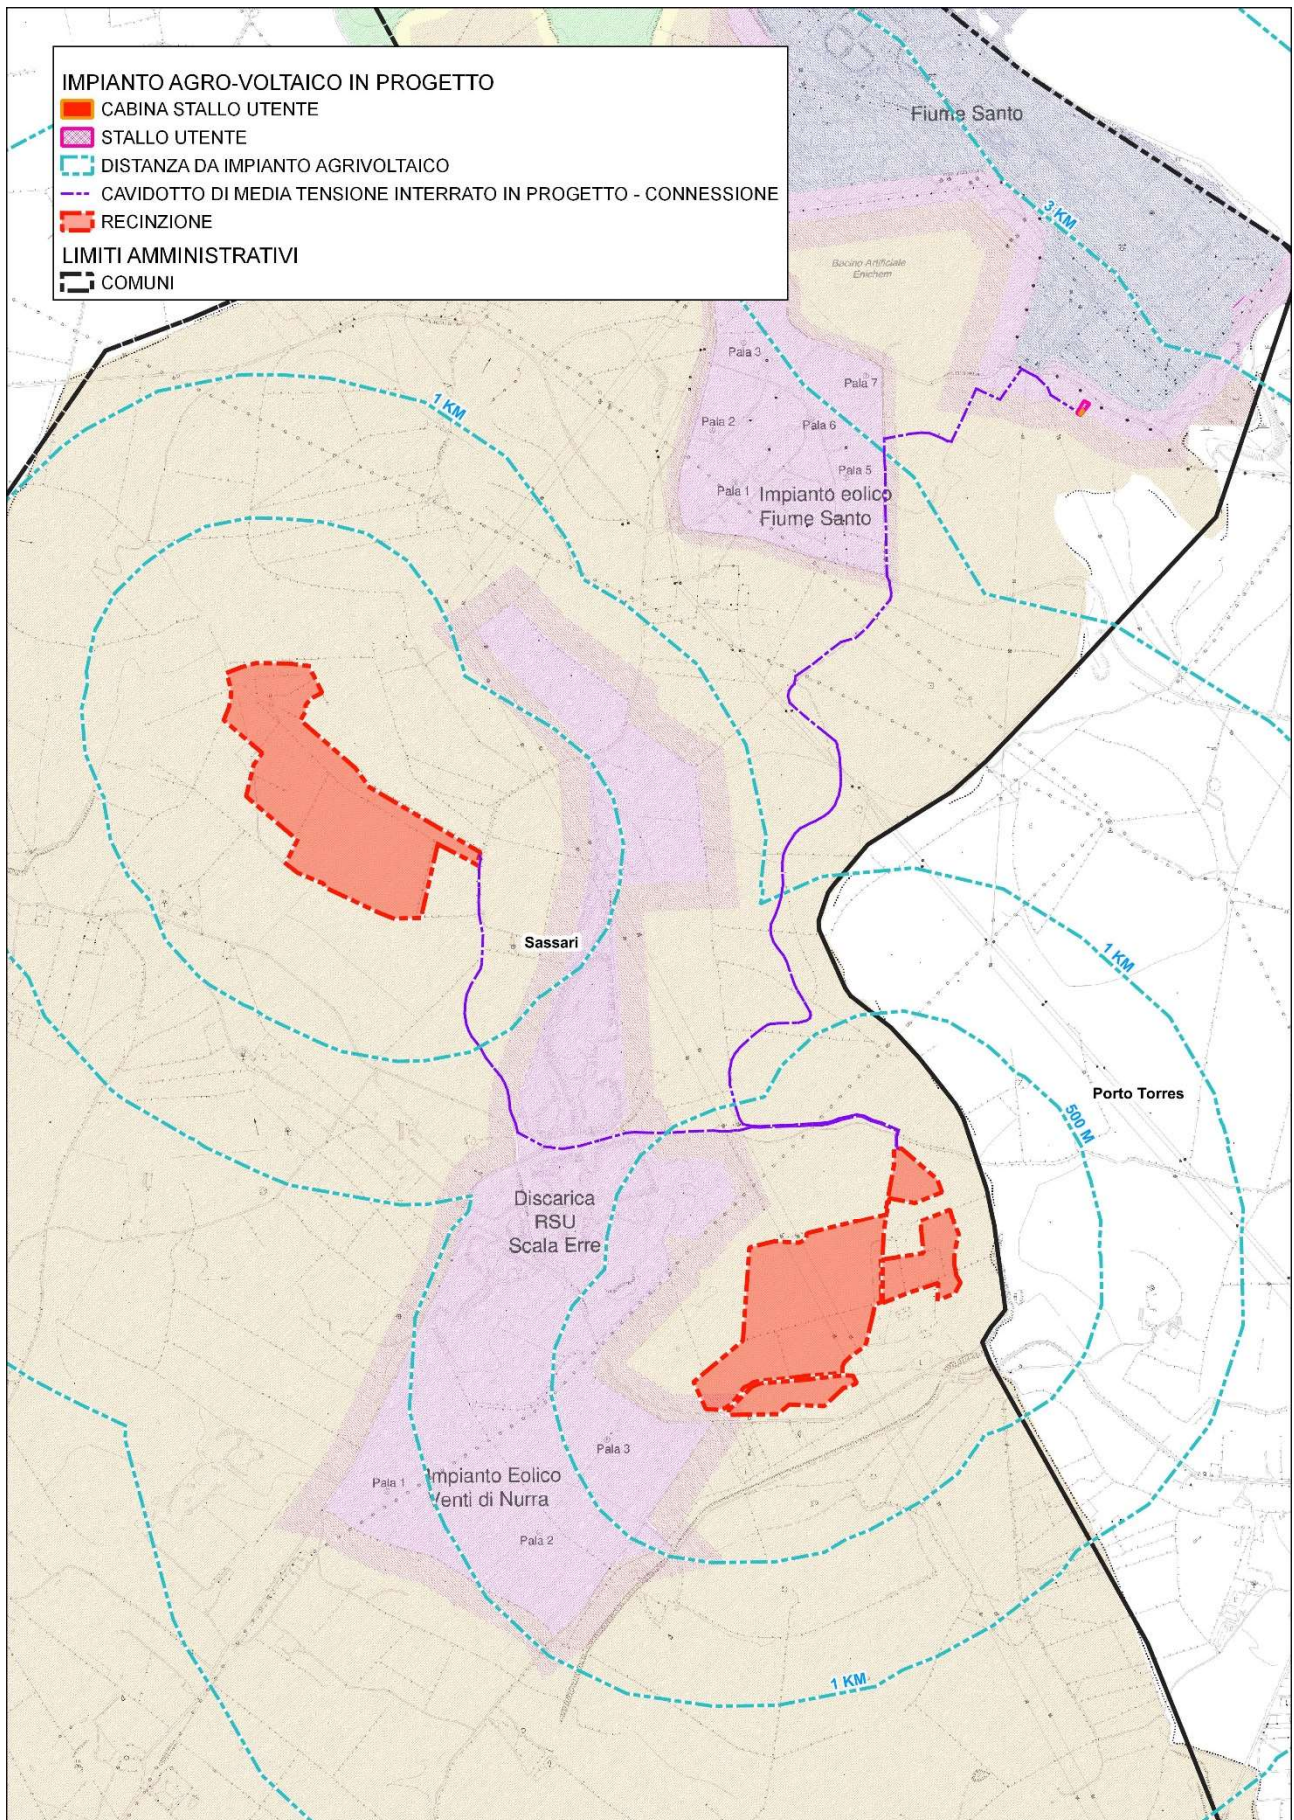 IMPIANTO AGRO-VOLTAICO IN PROGETTO
CABINA STALLO UTENTE
STALLO UTENTE
DISTANZA DA IMPIANTO AGRIVOLTAICO
CAVIDOTTO DI MEDIA TENSIONE INTERRATO IN PROGETTO - CONNESSIONE
RECINZIONE
LIMITI AMMINISTRATIVI
COMUNI
Fiume Santo
3 KM
Bacino Artificiale
Enichem
Pala 3
Pala 7
1 KM
Pala 2
Pala 6
Pala 5
Pala 1
Impianto eolico
Fiume Santo
Sassari
1 KM
Porto Torres
500 M
Discarica
RSU
Scala Erre
Pala 3
Pala 1
Impianto Eolico
Venti di Nurra
Pala 2
1 KM